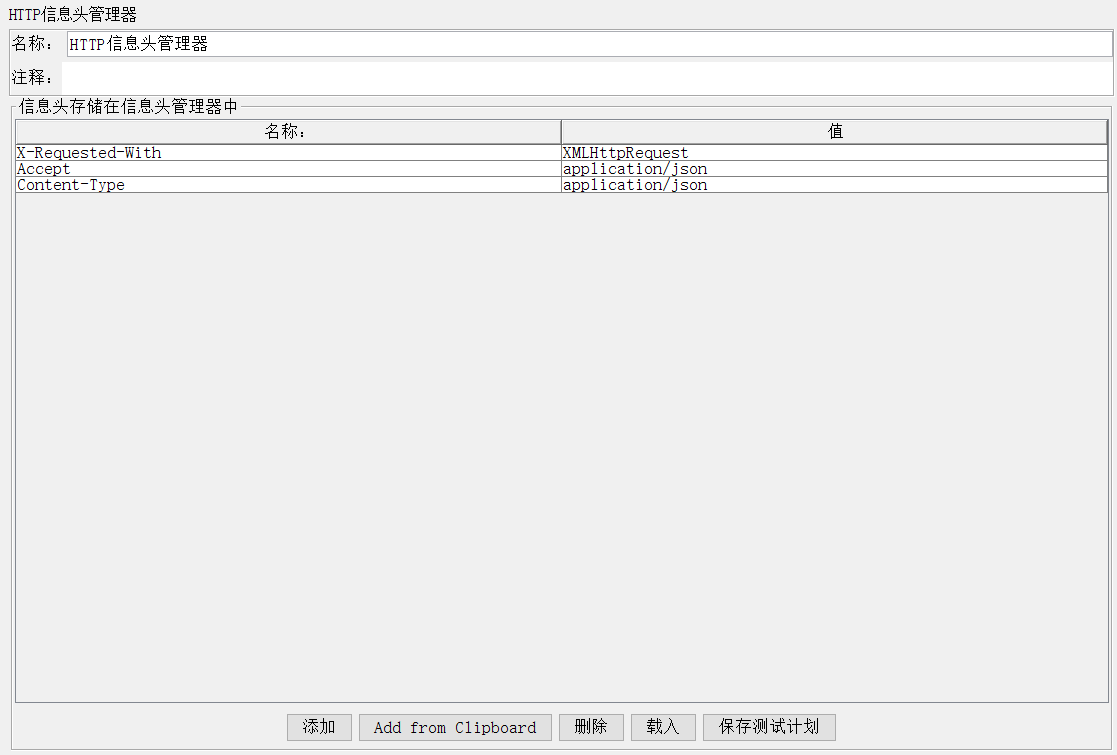 HTTP信息头管理器
名称： HTTP信息头管理器
注释：
信息头存储在信息头管理器中
名称： 值
X-Requested-With XMLHttpRequest
Accept application/json
Content-Type application/json
添加 Add from Clipboard 删除 载入 保存测试计划